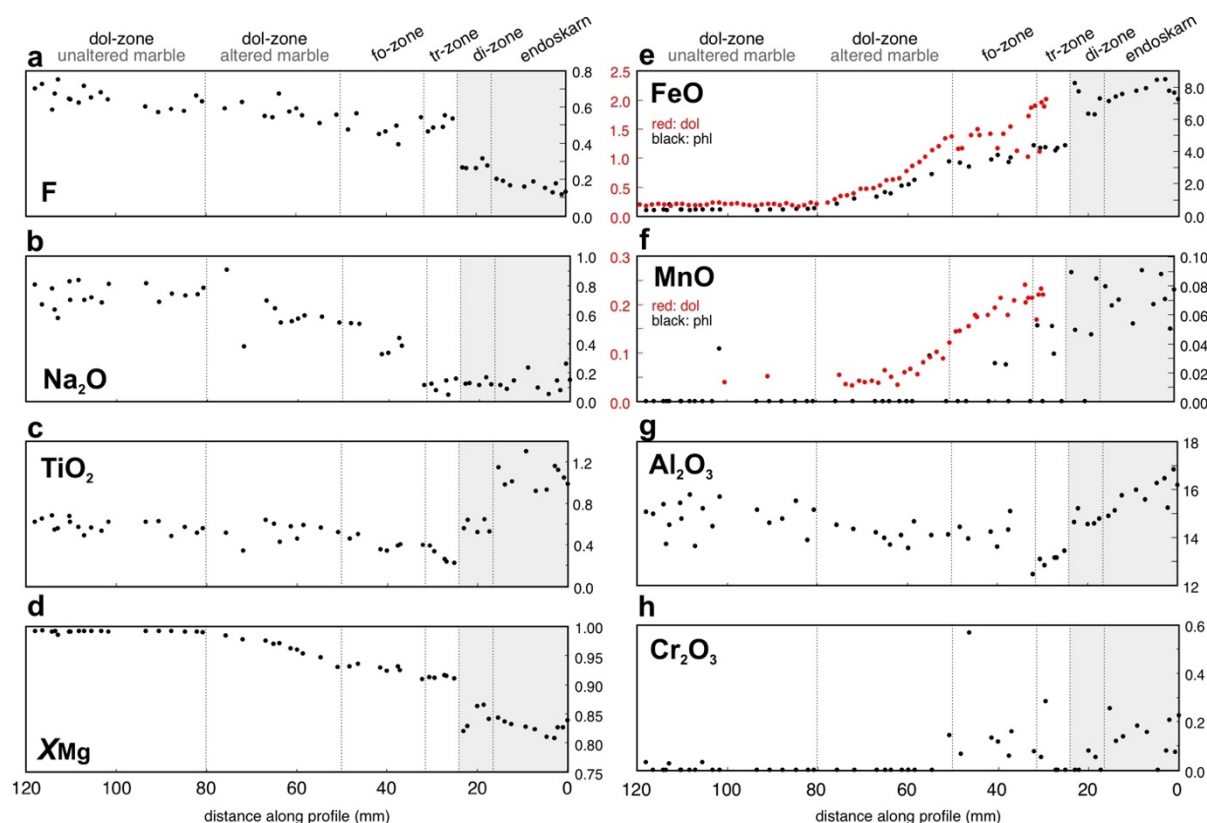 dol-zone
unaltered marble
dol-zone
altered marble
fo-zone
tr-zone
di-zone
endoskarn
a
F
0.8
0.6
0.4
0.2
0.0
b
Na2O
1.0
0.8
0.6
0.4
0.2
0.0
c
TiO2
1.2
0.8
0.4
0.0
d
XMg
1.00
0.95
0.90
0.85
0.80
0.75
120 100 80 60 40 20 0
distance along profile (mm)
dol-zone
unaltered marble
dol-zone
altered marble
fo-zone
tr-zone
di-zone
endoskarn
e
2.5
2.0
1.5
1.0
0.5
0.0
FeO
red: dol
black: phl
8.0
6.0
4.0
2.0
0.0
f
0.3
0.2
0.1
0.0
MnO
red: dol
black: phl
0.10
0.08
0.06
0.04
0.02
0.00
g
Al2O3
18
16
14
12
h
Cr2O3
0.6
0.4
0.2
0.0
120 100 80 60 40 20 0
distance along profile (mm)